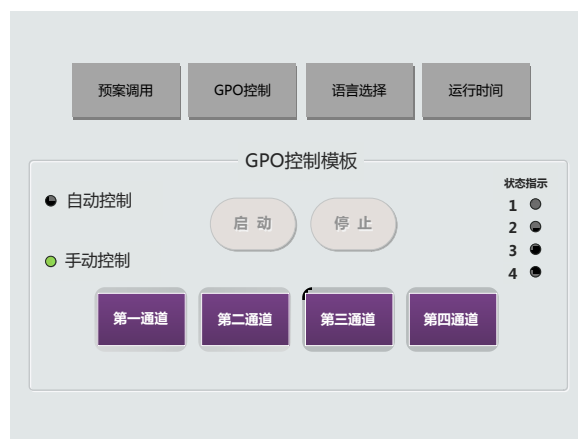 预案调用
GPO控制
语言选择
运行时间
GPO控制模板
状态指示
自动控制
1
启 动
停 止
2
3
手动控制
4
第一通道
第二通道
第三通道
第四通道